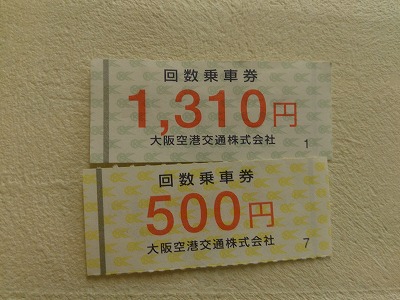 回数乗車券
1,310円
大阪空港交通株式会社
1
回数乗車券
500円
大阪空港交通株式会社
7